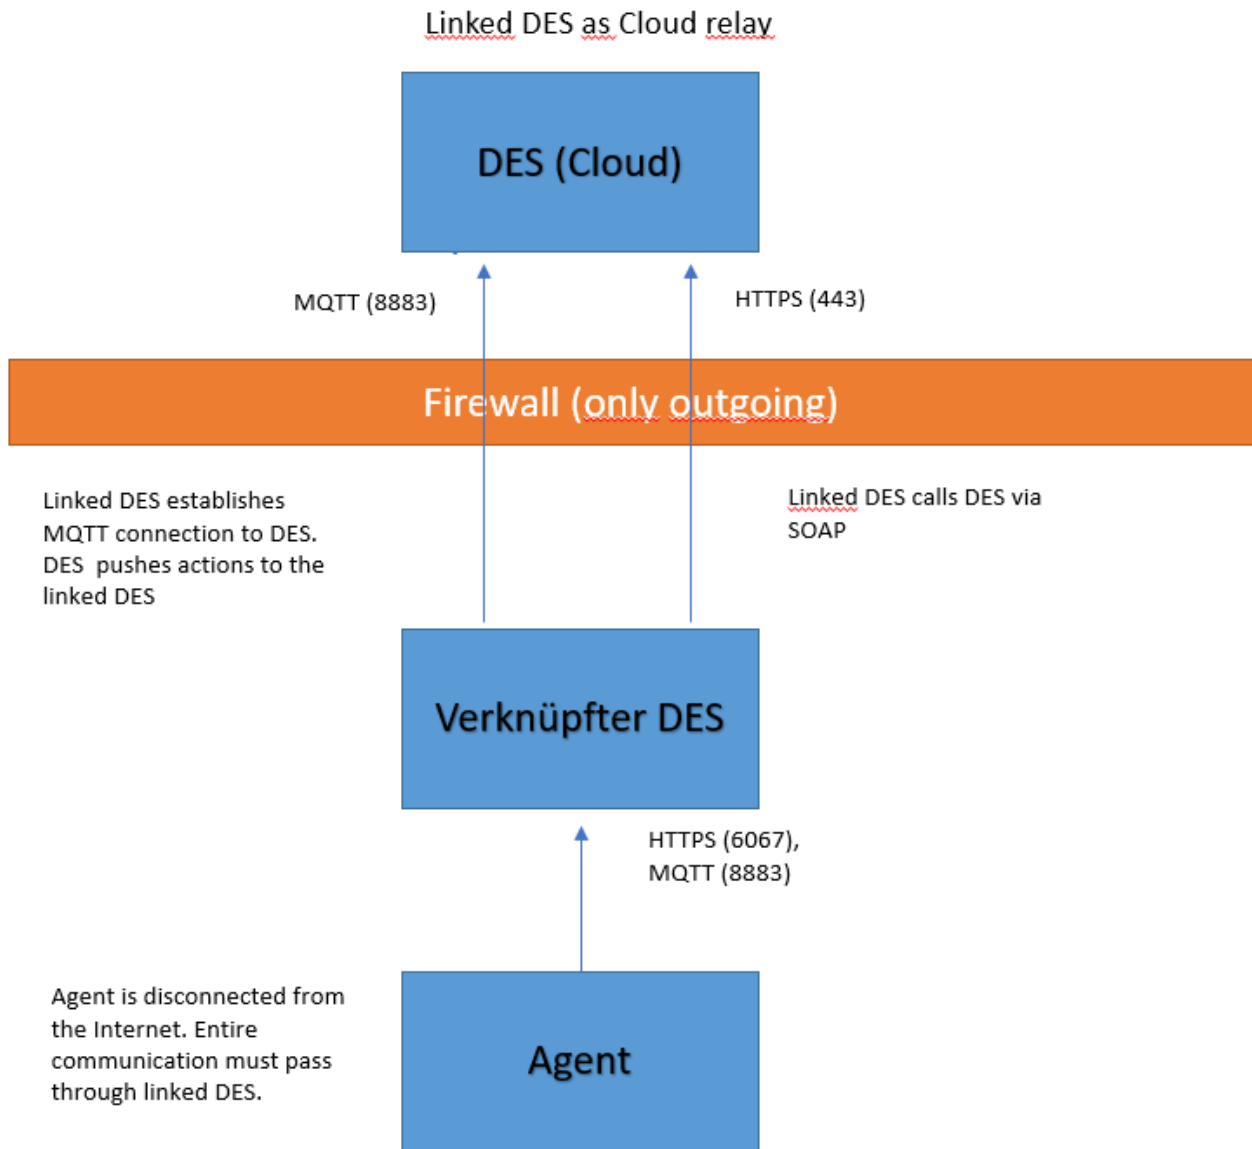 Linked DES as Cloud relay
DES (Cloud)
MQTT (8883)
HTTPS (443)
Firewall (only outgoing)
Linked DES establishes
MQTT connection to DES.
DES  pushes actions to the
linked DES
Linked DES calls DES via
SOAP
Verknüpfter DES
HTTPS (6067),
MQTT (8883)
Agent is disconnected from
the Internet. Entire
communication must pass
through linked DES.
Agent